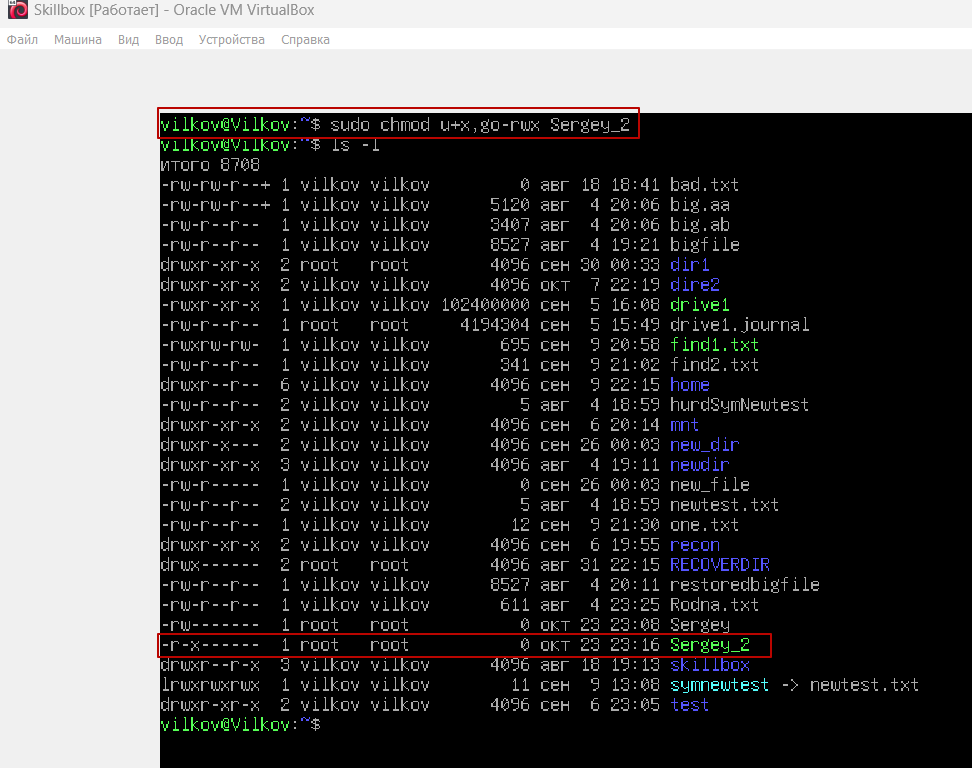 Skillbox [Работает] - Oracle VM VirtualBox
Файл Машина Вид Ввод Устройства Справка
vilkov@Vilkov:~$ sudo chmod u+x,go-rwx Sergey_2
vilkov@Vilkov:~$ ls -l
итого 8708
-rw-rw-r--+ 1 vilkov vilkov 0 авг 18 18:41 bad.txt
-rw-rw-r--+ 1 vilkov vilkov 5120 авг 4 20:06 big.aa
-rw-r--r-- 1 vilkov vilkov 3407 авг 4 20:06 big.ab
-rw-r--r-- 1 vilkov vilkov 8527 авг 4 19:21 bigfile
drwxr-xr-x 2 root root 4096 сен 30 00:33 dir1
drwxr-xr-x 2 vilkov vilkov 4096 окт 7 22:19 dire2
-rwxr-xr-x 1 vilkov vilkov 102400000 сен 5 16:08 drive1
-rw-r--r-- 1 root root 4194304 сен 5 15:49 drive1.journal
-rwxrw-rw- 1 vilkov vilkov 695 сен 9 20:58 find1.txt
-rw-r--r-- 1 vilkov vilkov 341 сен 9 21:02 find2.txt
drwxr--r-- 6 vilkov vilkov 4096 сен 9 22:15 home
-rw-r--r-- 2 vilkov vilkov 5 авг 4 18:59 hurdSymNewtest
drwxr-xr-x 2 vilkov vilkov 4096 сен 6 20:14 mnt
drwxr-x--- 2 vilkov vilkov 4096 сен 26 00:03 new_dir
drwxr-xr-x 3 vilkov vilkov 4096 авг 4 19:11 newdir
-rw-r----- 1 vilkov vilkov 0 сен 26 00:03 new_file
-rw-r--r-- 2 vilkov vilkov 5 авг 4 18:59 newtest.txt
-rw-r--r-- 1 vilkov vilkov 12 сен 9 21:30 one.txt
drwxr-xr-x 2 vilkov vilkov 4096 сен 6 19:55 recon
drwx------ 2 root root 4096 авг 31 22:15 RECOVERDIR
-rw-r--r-- 1 vilkov vilkov 8527 авг 4 20:11 restoredbigfile
-rw-r--r-- 1 vilkov vilkov 611 авг 4 23:25 Rodna.txt
-rw------- 1 root root 0 окт 23 23:08 Sergey
-r-x------ 1 root root 0 окт 23 23:16 Sergey_2
drwxr--r-x 3 vilkov vilkov 4096 авг 18 19:13 skillbox
lrwxrwxrwx 1 vilkov vilkov 11 сен 9 13:08 symnewtest -> newtest.txt
drwxr-xr-x 2 vilkov vilkov 4096 сен 6 23:05 test
vilkov@Vilkov:~$